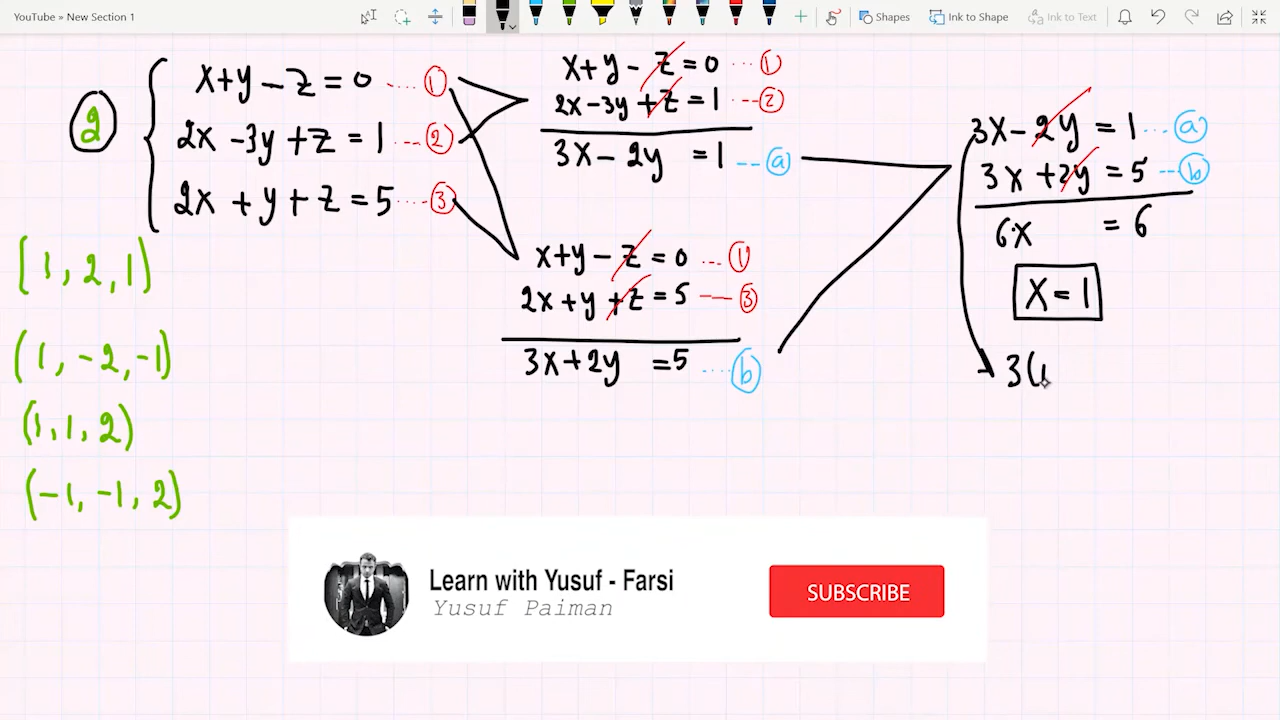 YouTube » New Section 1
Shapes Ink to Shape Ink to Text
2
x+y-z=0 ---- ①
2x-3y+z=1 --- ②
2x+y+z=5 ---- ③
[1, 2, 1)
(1, -2, -1)
(1, 1, 2)
(-1, -1, 2)
x+y-z=0 --- ①
2x-3y+z=1 --- ②
3x-2y =1 --- ⓐ
x+y-z=0 --- ①
2x+y+z=5 --- ③
3x+2y =5 ---- ⓑ
3x-2y=1 --- ⓐ
3x+2y=5 --- ⓑ
6x =6
x=1
3(1
Learn with Yusuf - Farsi
Yusuf Paiman
SUBSCRIBE